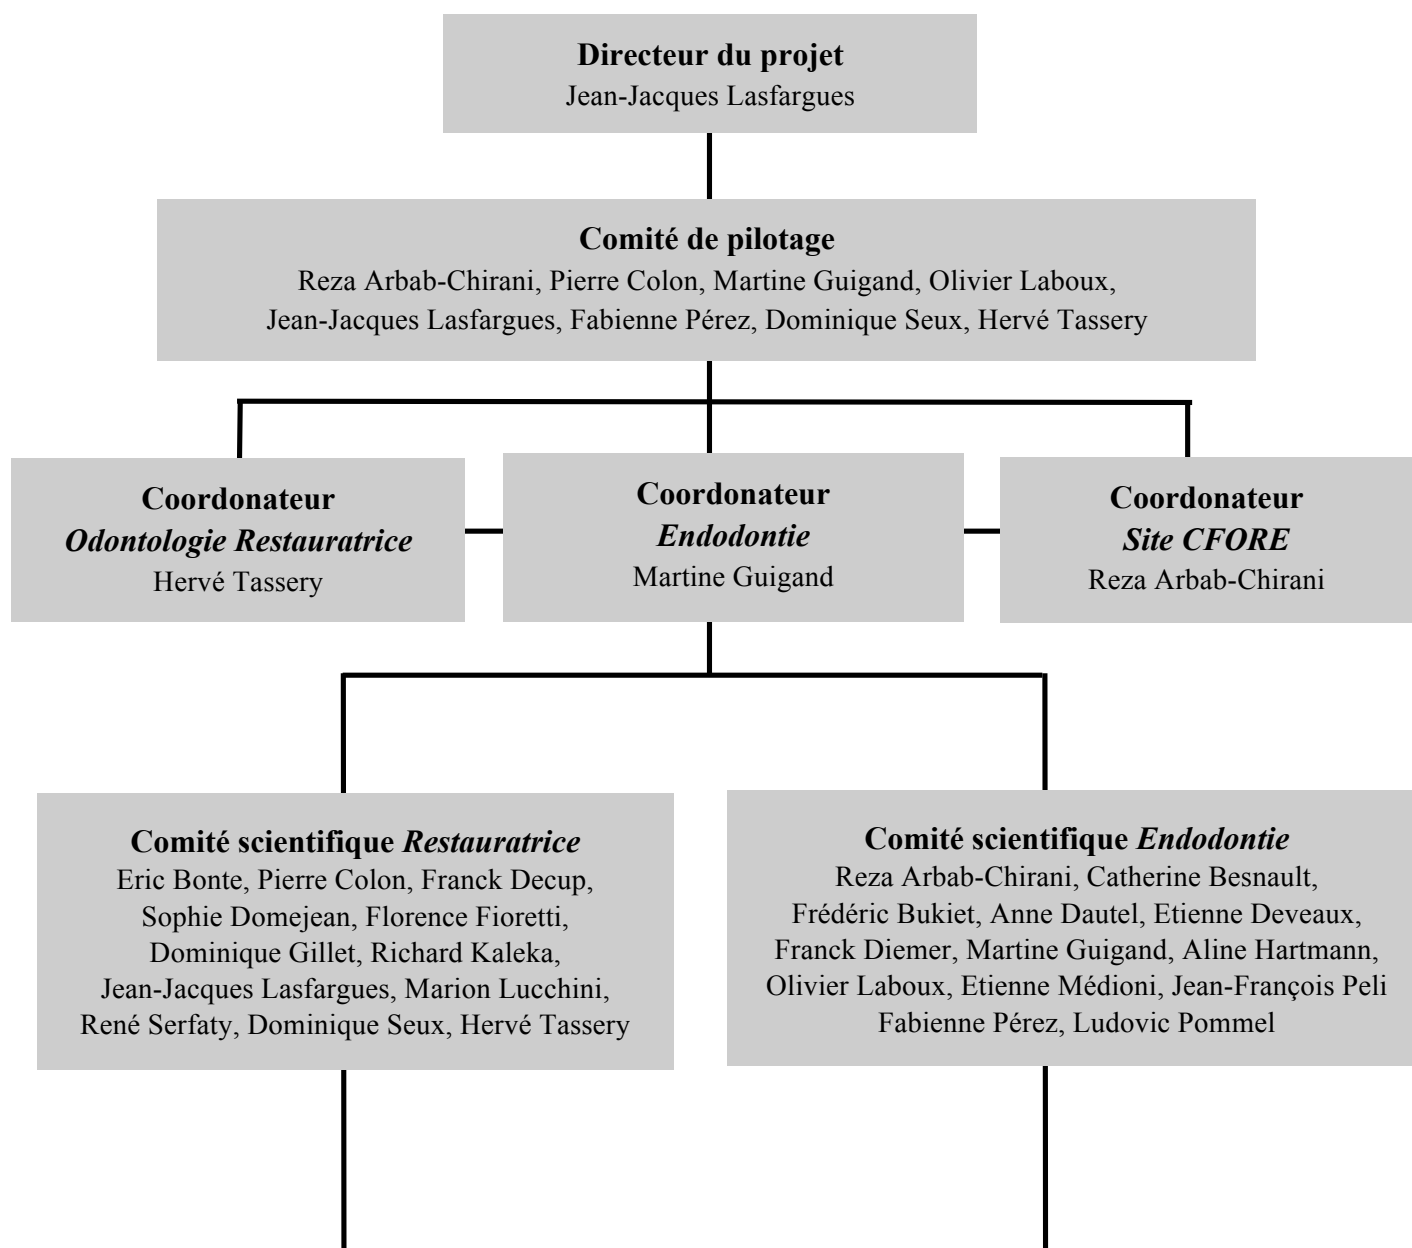 Directeur du projet
Jean-Jacques Lasfargues
Comité de pilotage
Reza Arbab-Chirani, Pierre Colon, Martine Guigand, Olivier Laboux,
Jean-Jacques Lasfargues, Fabienne Pérez, Dominique Seux, Hervé Tassery
Coordonateur
Odontologie Restauratrice
Hervé Tassery
Coordonateur
Endodontie
Martine Guigand
Coordonateur
Site CFORE
Reza Arbab-Chirani
Comité scientifique Restauratrice
Eric Bonte, Pierre Colon, Franck Decup,
Sophie Domejean, Florence Fioretti,
Dominique Gillet, Richard Kaleka,
Jean-Jacques Lasfargues, Marion Lucchini,
René Serfaty, Dominique Seux, Hervé Tassery
Comité scientifique Endodontie
Reza Arbab-Chirani, Catherine Besnault,
Frédéric Bukiet, Anne Dautel, Etienne Deveaux,
Franck Diemer, Martine Guigand, Aline Hartmann,
Olivier Laboux, Etienne Médioni, Jean-François Peli
Fabienne Pérez, Ludovic Pommel